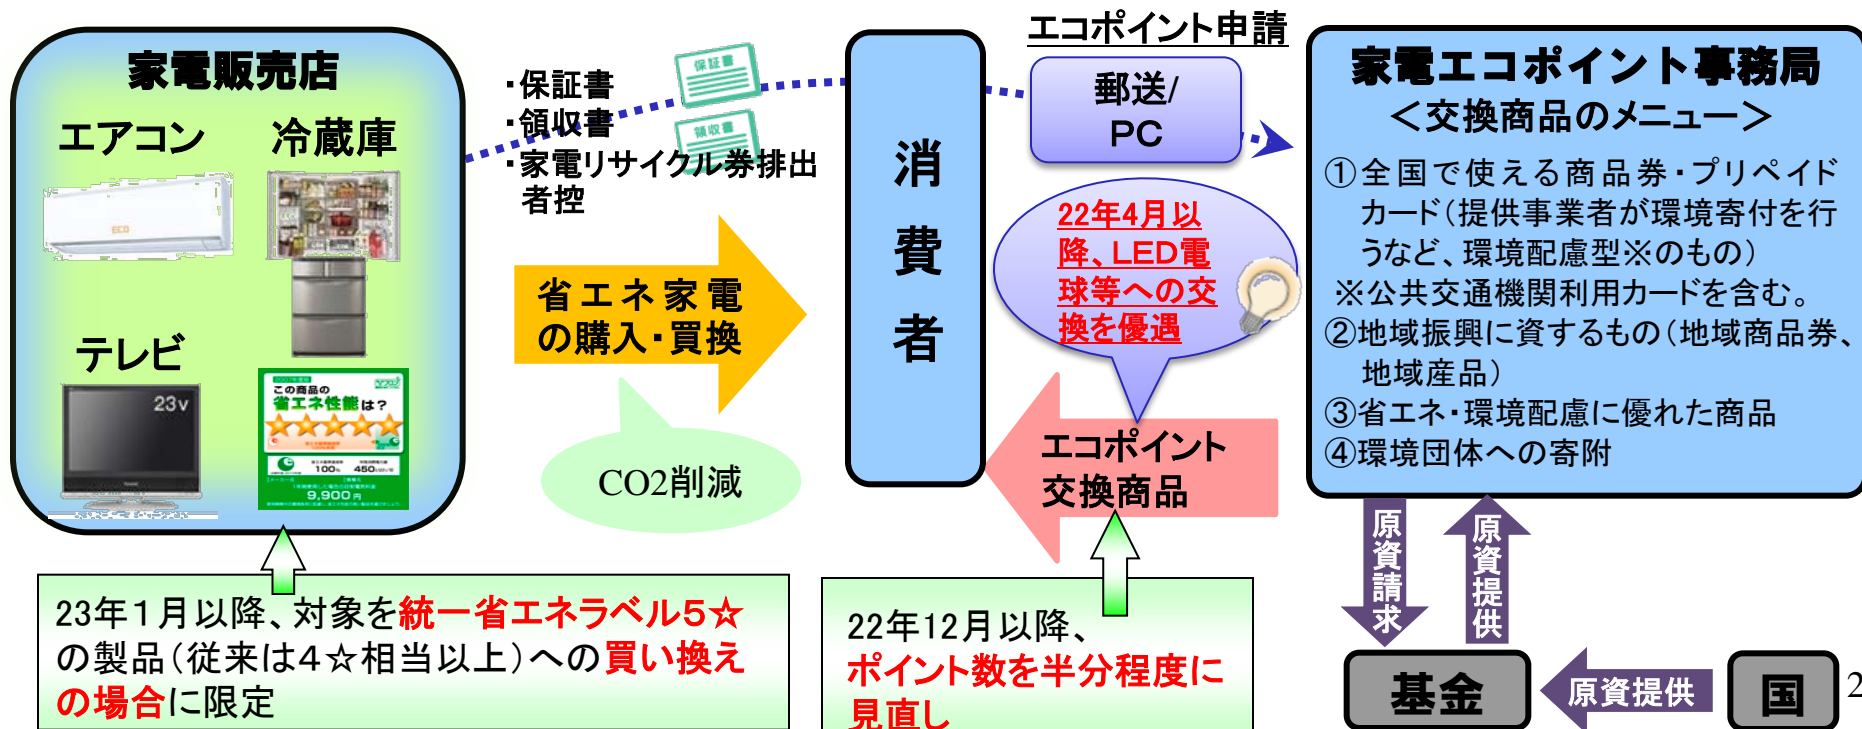 家電販売店
エアコン
冷蔵庫
ECO
テレビ
23v
この商品の
省エネ性能は?
100%
450
9,900円
・保証書
・領収書
・家電リサイクル券排出
者控
保証書
領収書
省エネ家電
の購入・買換
CO2削減
消
費
者
エコポイント申請
郵送/
PC
22年4月以
降、LED電
球等への交
換を優遇
エコポイント
交換商品
家電エコポイント事務局
<交換商品のメニュー>
①全国で使える商品券・プリペイド
カード(提供事業者が環境寄付を行
うなど、環境配慮型※のもの)
※公共交通機関利用カードを含む。
②地域振興に資するもの(地域商品券、
地域産品)
③省エネ・環境配慮に優れた商品
④環境団体への寄附
原資請求
原資提供
基金
原資提供
国
2
23年1月以降、対象を統一省エネラベル5☆
の製品(従来は4☆相当以上)への買い換え
の場合に限定
22年12月以降、
ポイント数を半分程度に
見直し